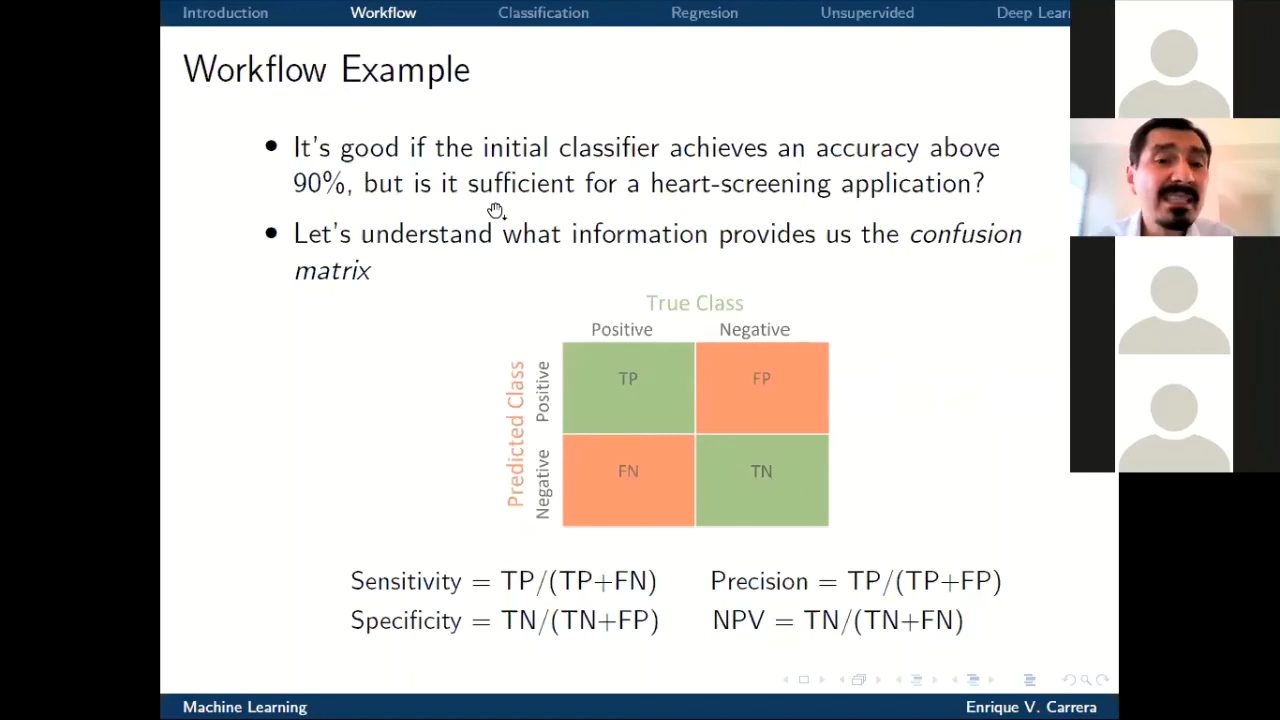 Introduction Workflow Classification Regresion Unsupervided Deep Lear
Workflow Example
• It's good if the initial classifier achieves an accuracy above
90%, but is it sufficient for a heart-screening application?
• Let's understand what information provides us the confusion
matrix
True Class
Positive Negative
Predicted Class
Positive
Negative
TP FP
FN TN
Sensitivity = TP/(TP+FN) Precision = TP/(TP+FP)
Specificity = TN/(TN+FP) NPV = TN/(TN+FN)
Machine Learning Enrique V. Carrera